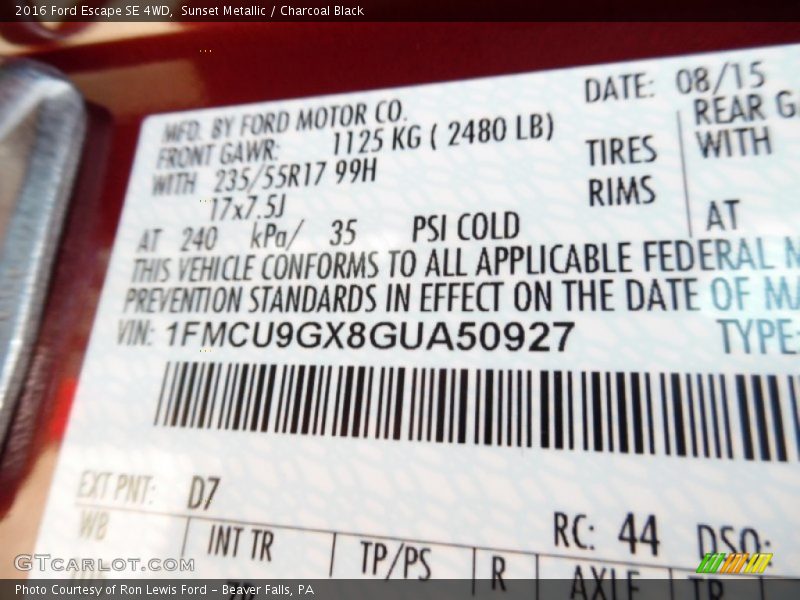 2016 Ford Escape SE 4WD, Sunset Metallic / Charcoal Black
DATE: 08/15
MFD. BY FORD MOTOR CO.
REAR G
FRONT GAWR: 1125 KG ( 2480 LB)
WITH 235/55R17 99H TIRES WITH
17x7.5J RIMS
AT 240 kPa/ 35 PSI COLD AT
THIS VEHICLE CONFORMS TO ALL APPLICABLE FEDERAL M
PREVENTION STANDARDS IN EFFECT ON THE DATE OF MA
VIN: 1FMCU9GX8GUA50927 TYPE:
EXT PNT: D7
RC: 44 DSO:
WB INT TR TP/PS R AXLE TR
GTcarlot.com
Photo Courtesy of Ron Lewis Ford - Beaver Falls, PA